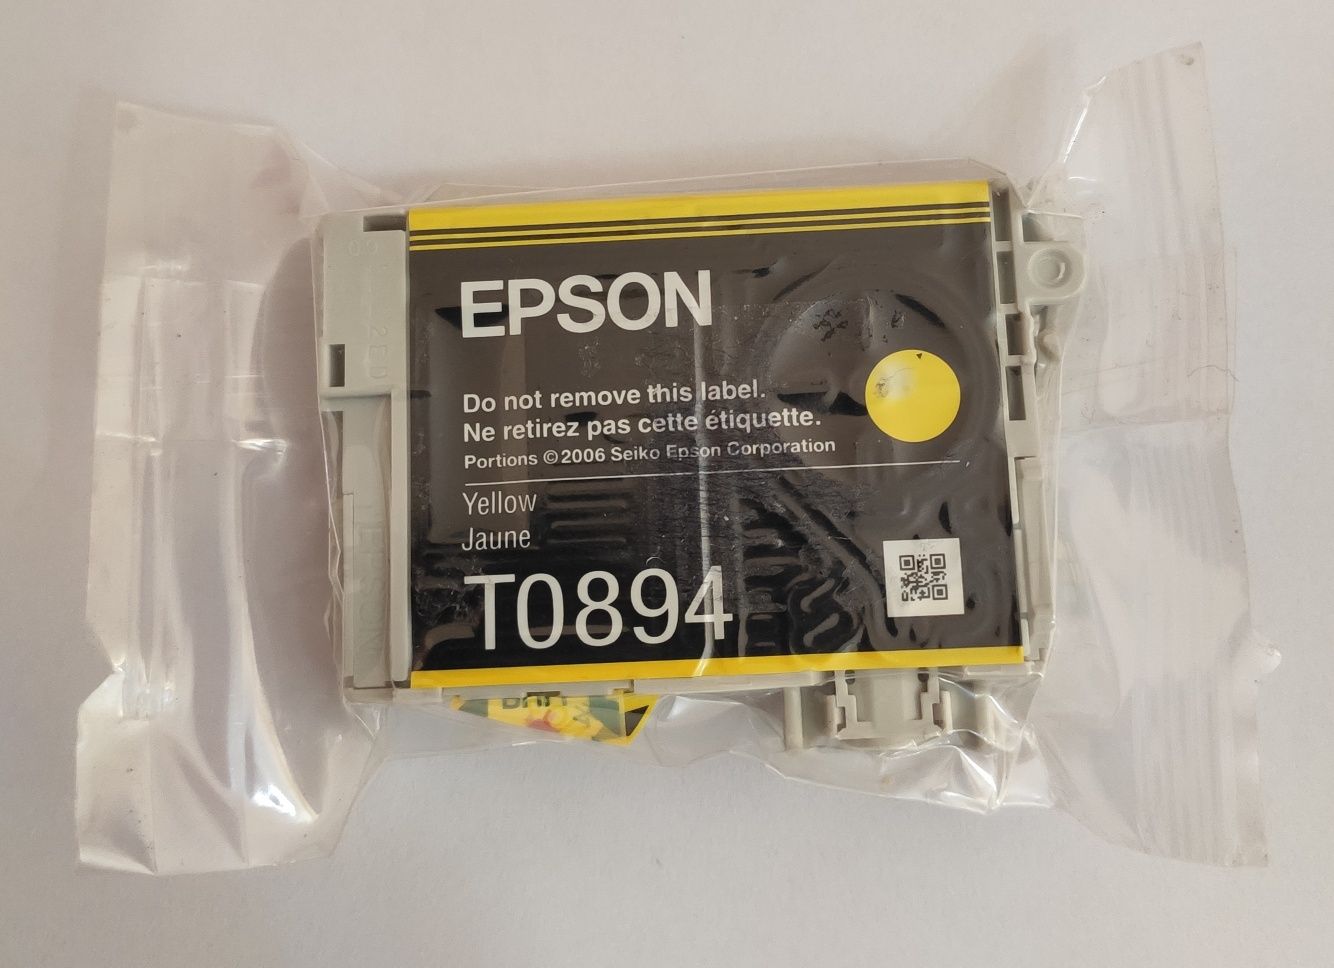 EPSON
Do not remove this label.
Ne retirez pas cette étiquette.
Portions ©2006 Seiko Epson Corporation
Yellow
Jaune
T0894